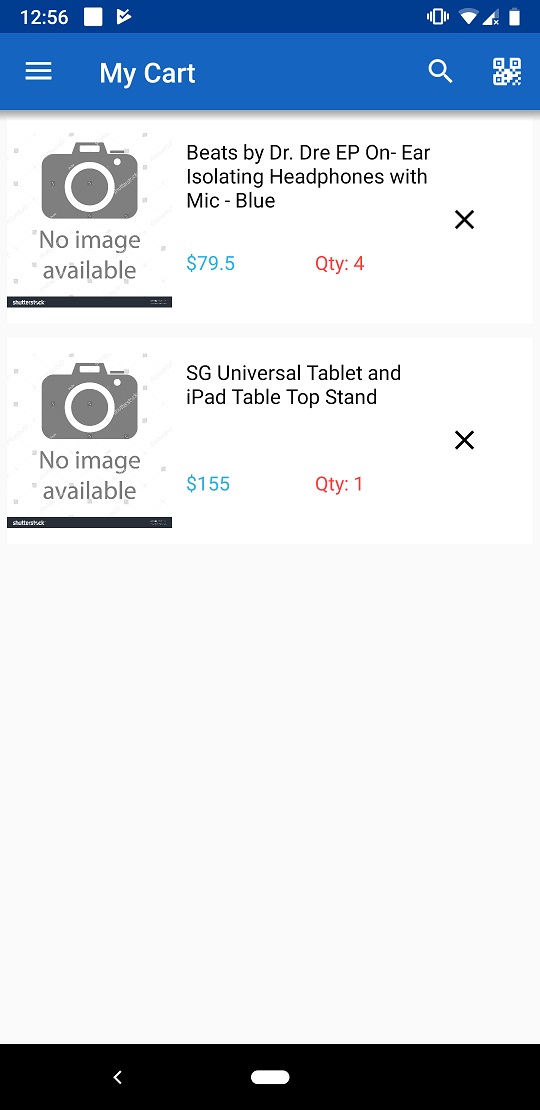 12:56
My Cart
No image
available
shutterstock
Beats by Dr. Dre EP On- Ear
Isolating Headphones with
Mic - Blue
$79.5
Qty: 4
No image
available
shutterstock
SG Universal Tablet and
iPad Table Top Stand
$155
Qty: 1